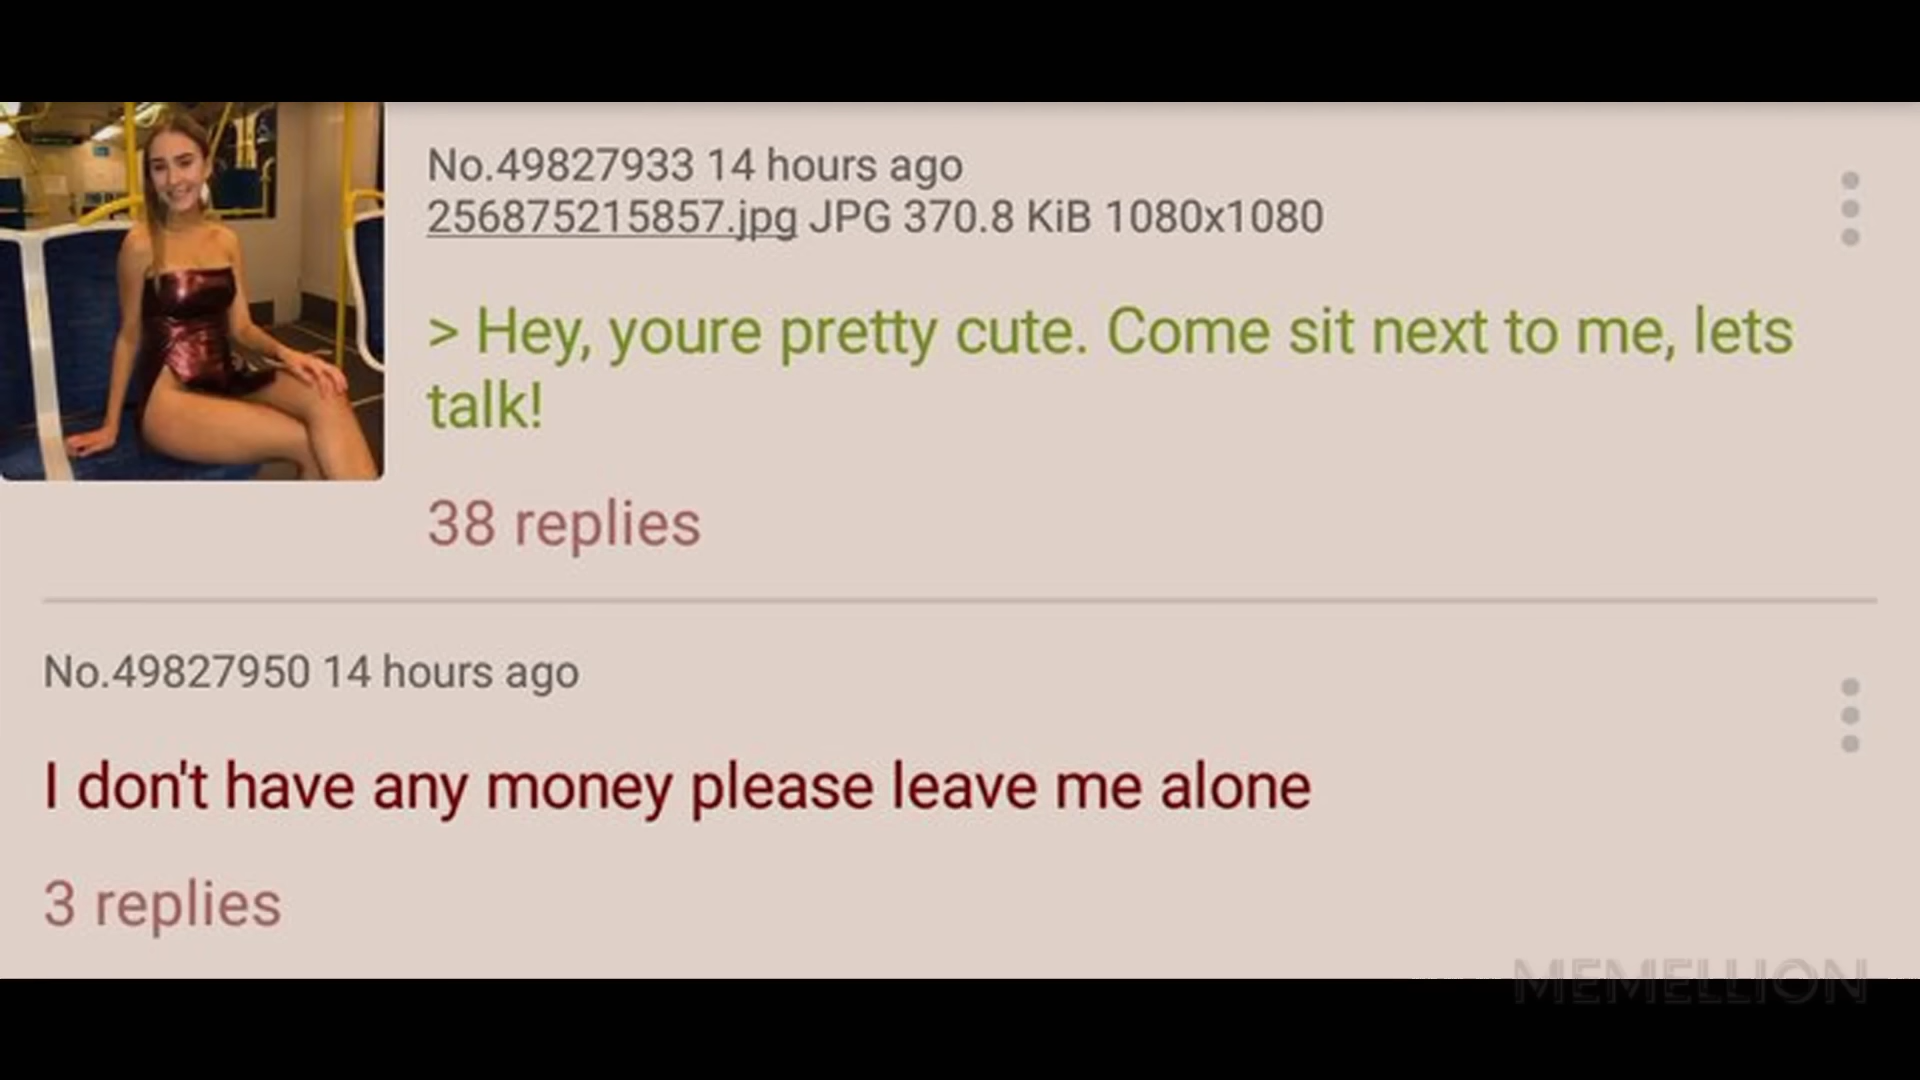 No.49827933 14 hours ago
256875215857.jpg JPG 370.8 KiB 1080x1080
> Hey, youre pretty cute. Come sit next to me, lets
talk!
38 replies
No.49827950 14 hours ago
I don't have any money please leave me alone
3 replies
MEMELLION